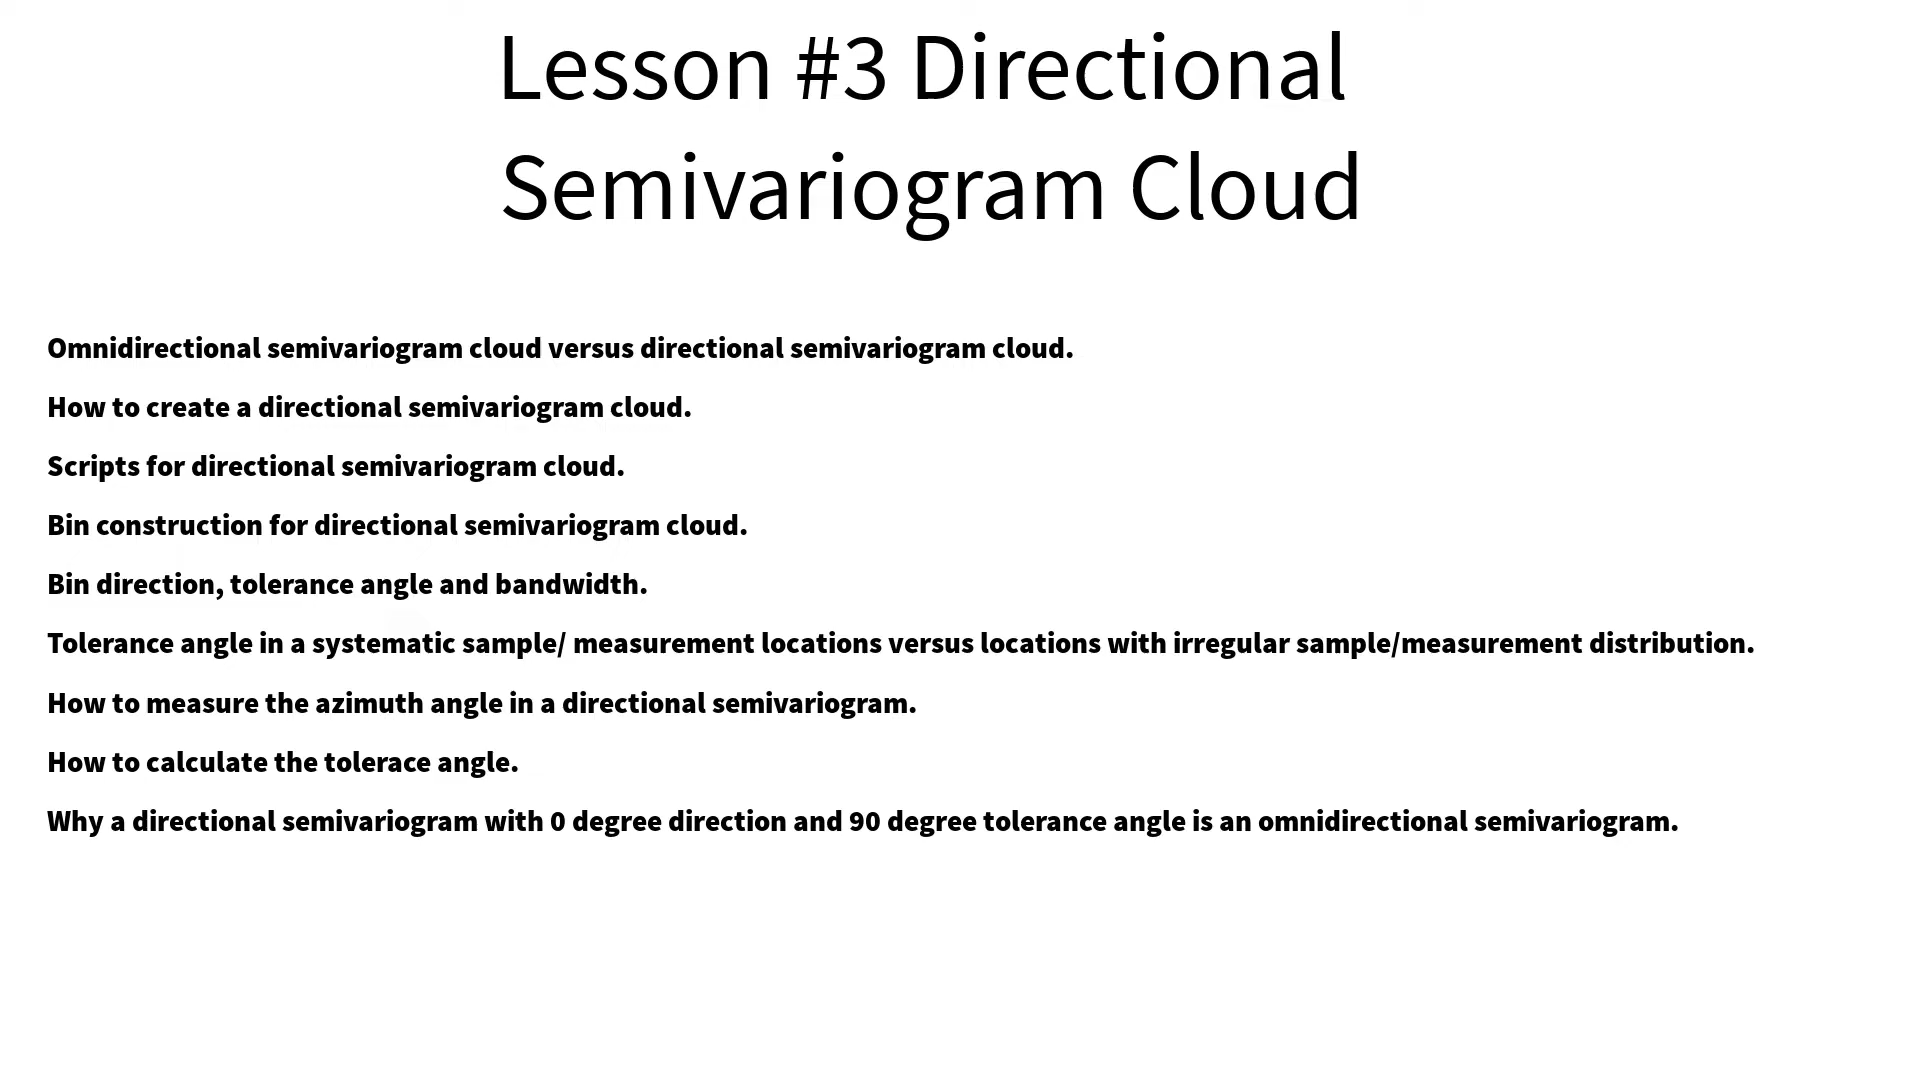 Lesson #3 Directional
Semivariogram Cloud
Omnidirectional semivariogram cloud versus directional semivariogram cloud.
How to create a directional semivariogram cloud.
Scripts for directional semivariogram cloud.
Bin construction for directional semivariogram cloud.
Bin direction, tolerance angle and bandwidth.
Tolerance angle in a systematic sample/ measurement locations versus locations with irregular sample/measurement distribution.
How to measure the azimuth angle in a directional semivariogram.
How to calculate the tolerace angle.
Why a directional semivariogram with 0 degree direction and 90 degree tolerance angle is an omnidirectional semivariogram.